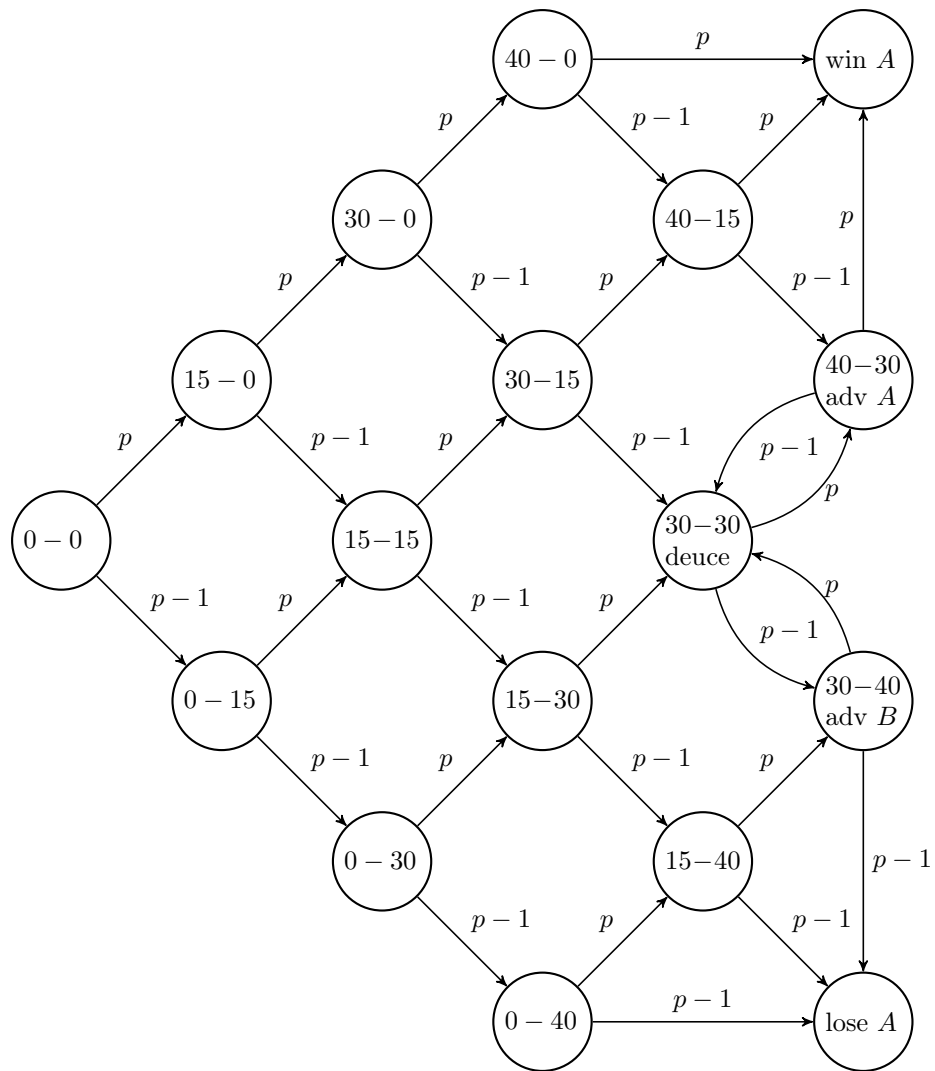 40 − 0
p
win A
p
p − 1
p
30 − 0
40−15
p
p − 1
p
p − 1
p
15 − 0
30−15
40−30
adv A
p
p − 1
p
p − 1
p − 1
p
0 − 0
15−15
30−30
deuce
p − 1
p
p − 1
p
p
p − 1
0 − 15
15−30
30−40
adv B
p − 1
p
p − 1
p
0 − 30
15−40
p − 1
p − 1
p
p − 1
0 − 40
p − 1
lose A